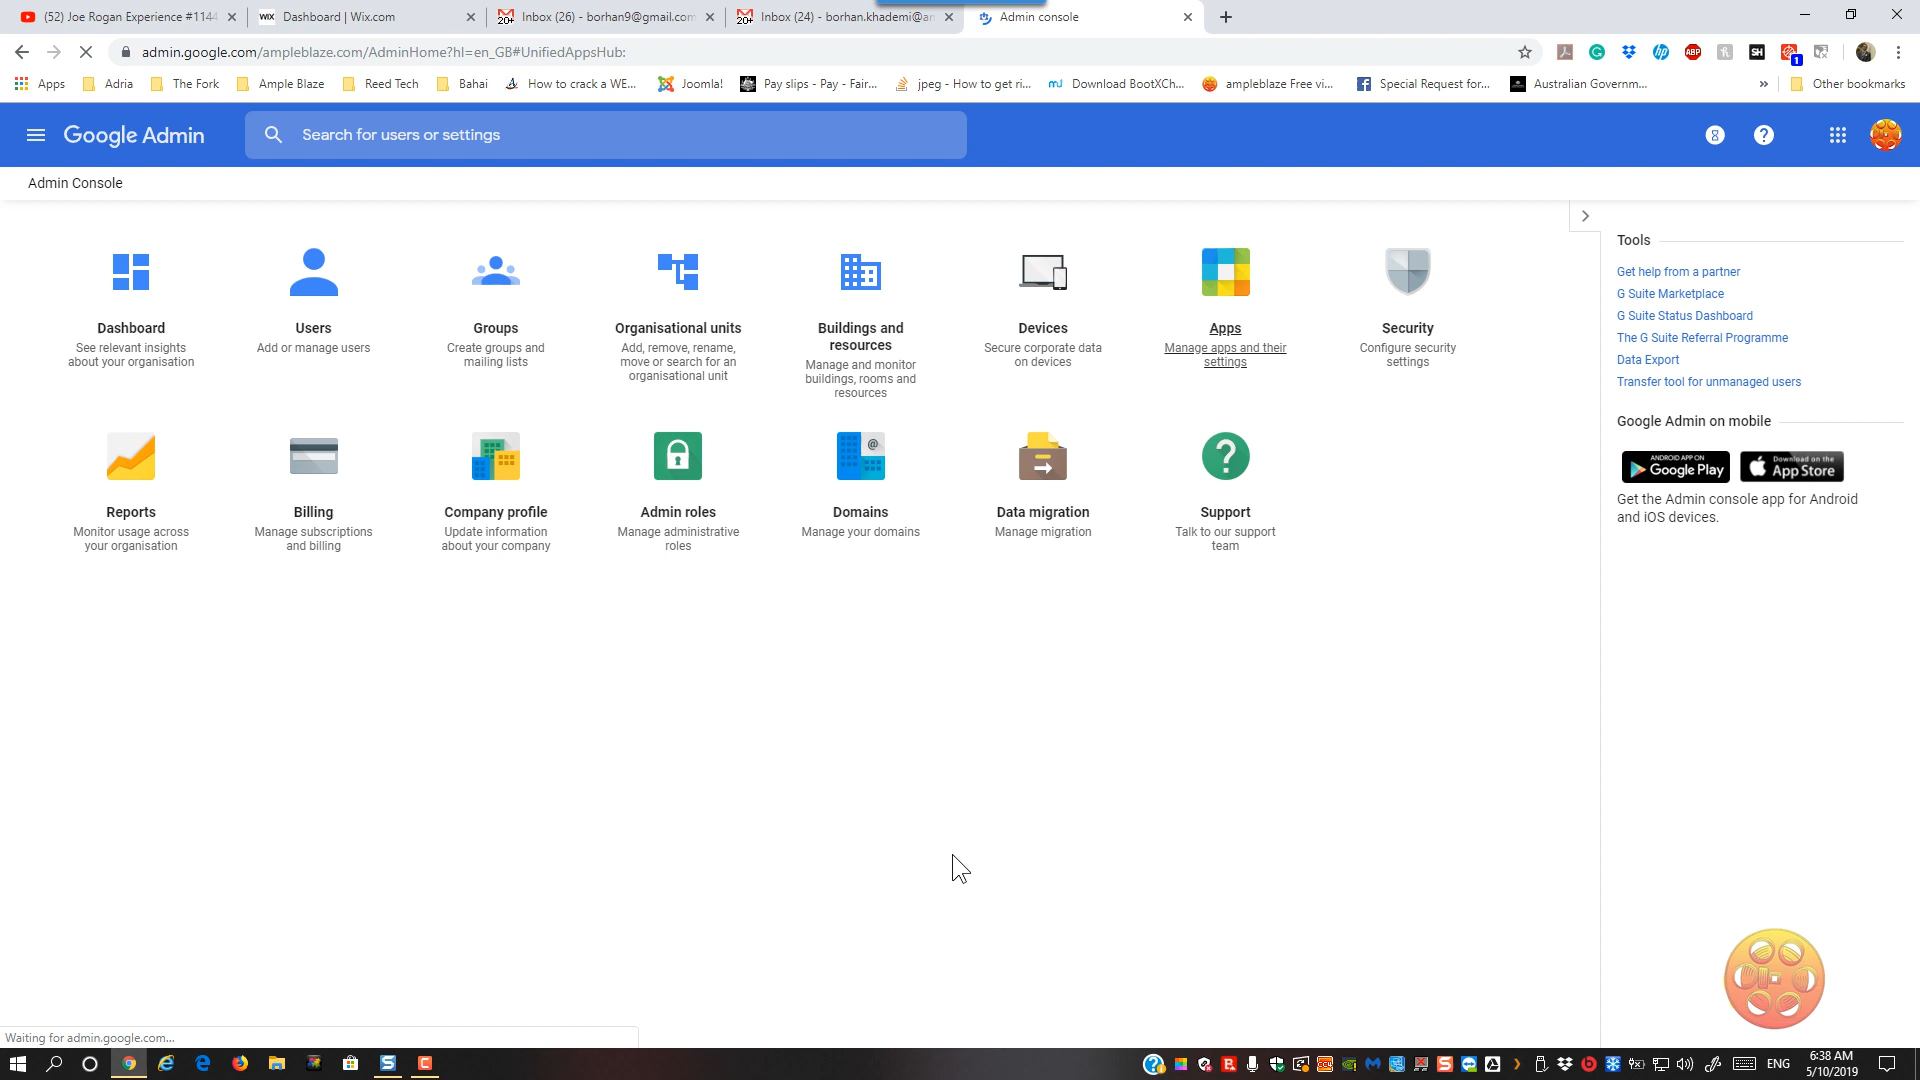 (52) Joe Rogan Experience #1144
Dashboard | Wix.com
Inbox (26) - borhan9@gmail.com
Inbox (24) - borhan.khademi@an
Admin console
admin.google.com/ampleblaze.com/AdminHome?hl=en_GB#UnifiedAppsHub:
Apps
Adria
The Fork
Ample Blaze
Reed Tech
Bahai
How to crack a WE...
Joomla!
Pay slips - Pay - Fair...
jpeg - How to get ri...
Download BootXCh...
ampleblaze Free vi...
Special Request for...
Australian Governm...
»
Other bookmarks
Google Admin
Search for users or settings
Admin Console
Dashboard
See relevant insights
about your organisation
Users
Add or manage users
Groups
Create groups and
mailing lists
Organisational units
Add, remove, rename,
move or search for an
organisational unit
Buildings and
resources
Manage and monitor
buildings, rooms and
resources
Devices
Secure corporate data
on devices
Apps
Manage apps and their
settings
Security
Configure security
settings
Reports
Monitor usage across
your organisation
Billing
Manage subscriptions
and billing
Company profile
Update information
about your company
Admin roles
Manage administrative
roles
Domains
Manage your domains
Data migration
Manage migration
Support
Talk to our support
team
Tools
Get help from a partner
G Suite Marketplace
G Suite Status Dashboard
The G Suite Referral Programme
Data Export
Transfer tool for unmanaged users
Google Admin on mobile
ANDROID APP ON
Google Play
Download on the
App Store
Get the Admin console app for Android
and iOS devices.
Waiting for admin.google.com...
ENG
6:38 AM
5/10/2019